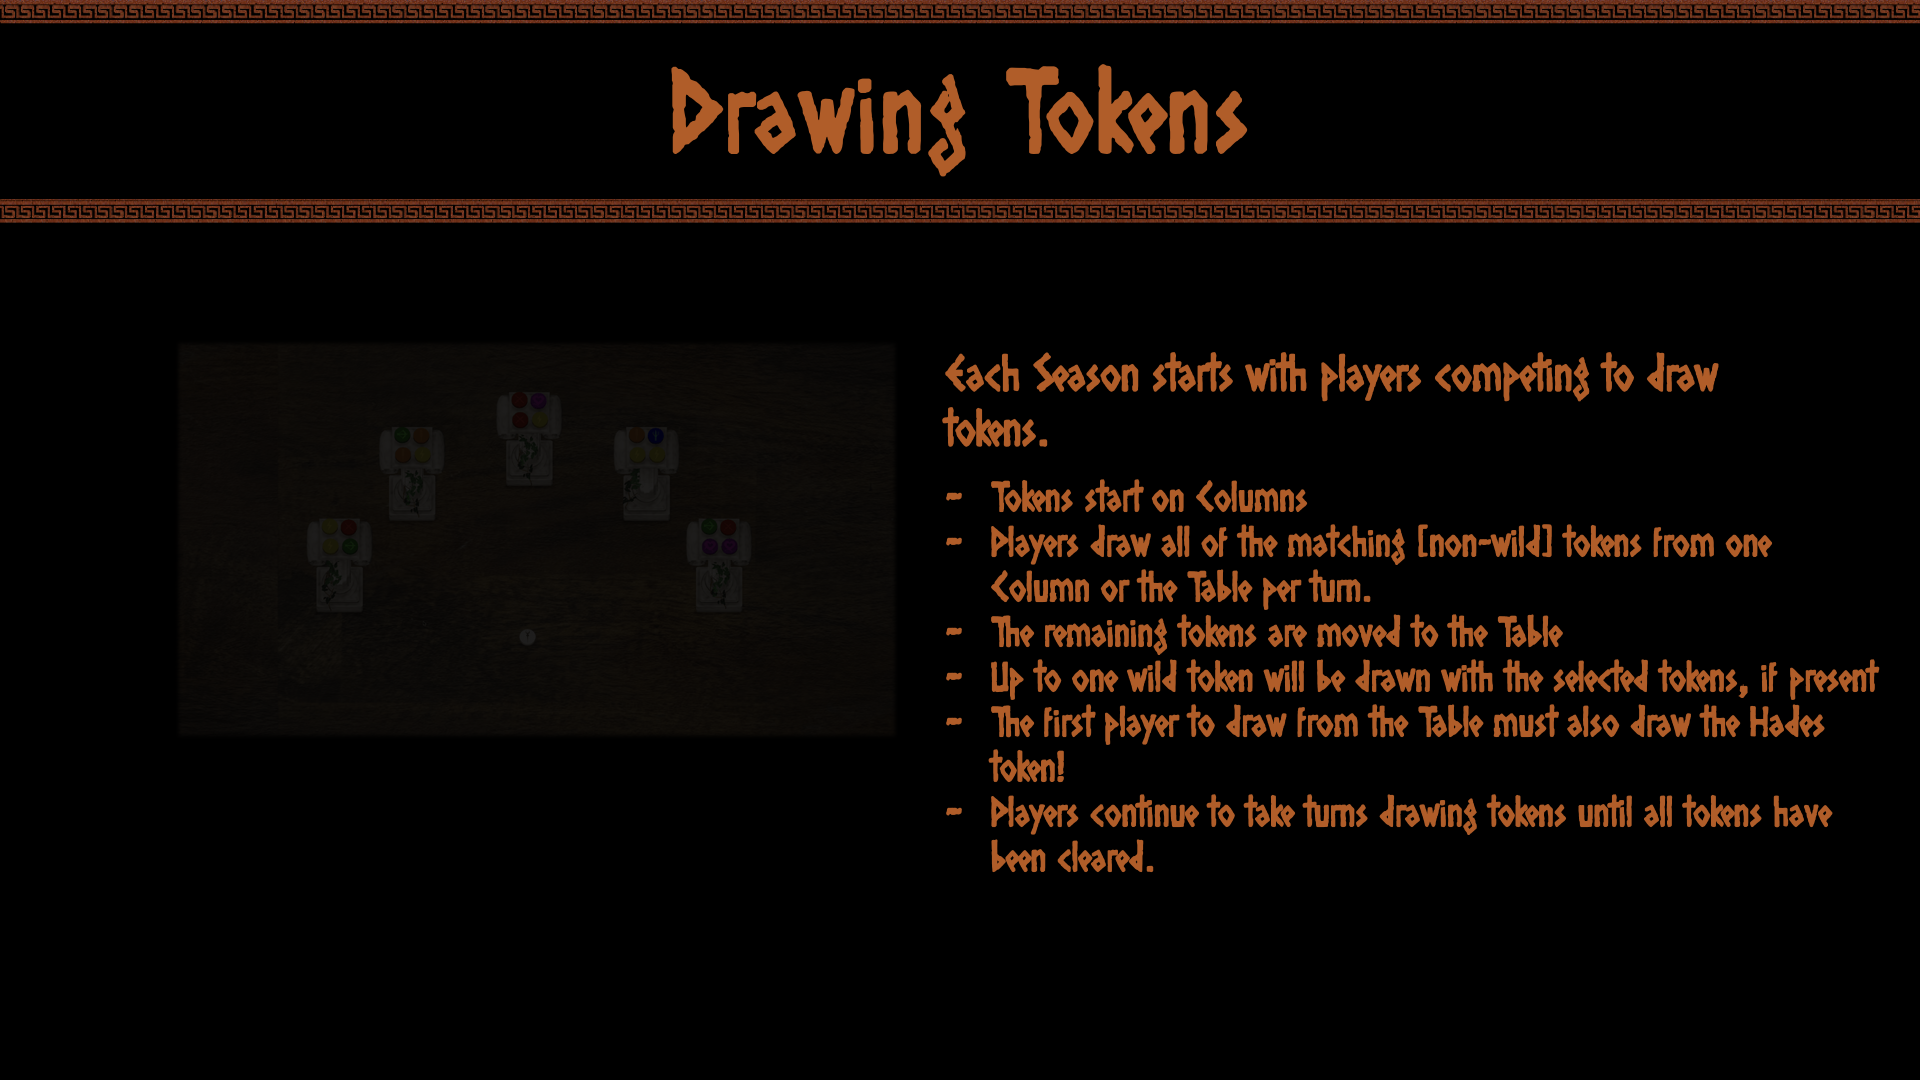 Drawing Tokens
Each Season starts with players competing to draw
tokens.
- Tokens start on Columns
- Players draw all of the matching [non-wild] tokens from one
Column or the Table per turn.
- The remaining tokens are moved to the Table
- Up to one wild token will be drawn with the selected tokens, if present
- The first player to draw from the Table must also draw the Hades
token!
- Players continue to take turns drawing tokens until all tokens have
been cleared.